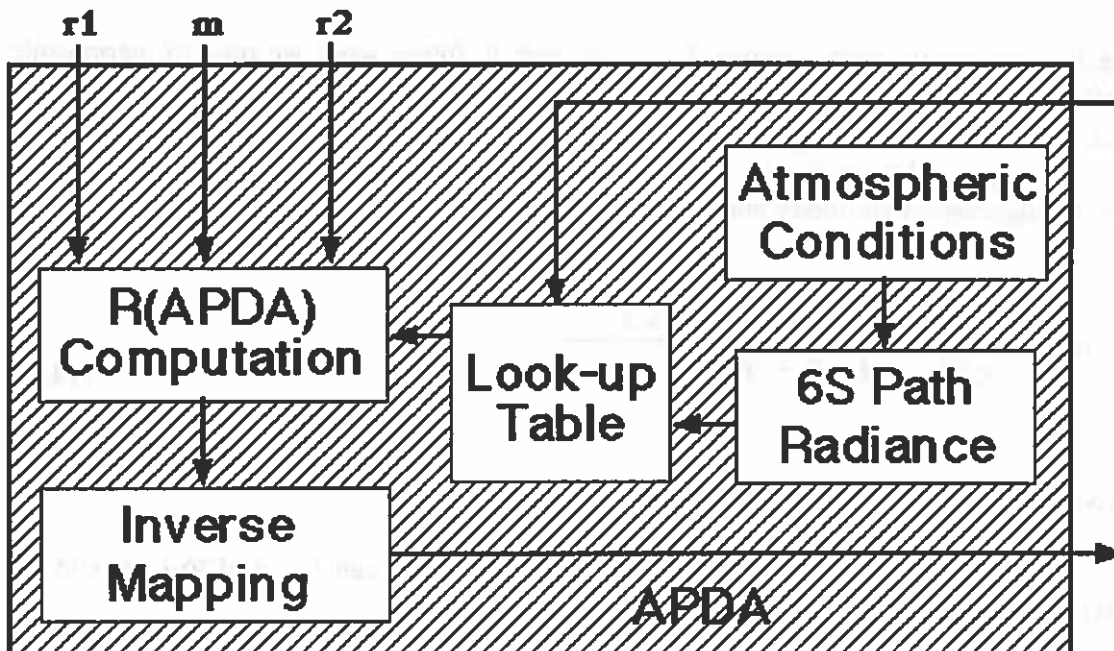 r1 m r2
Atmospheric
Conditions
R(APDA)
Computation
Look-up
Table
6S Path
Radiance
Inverse
Mapping
APDA